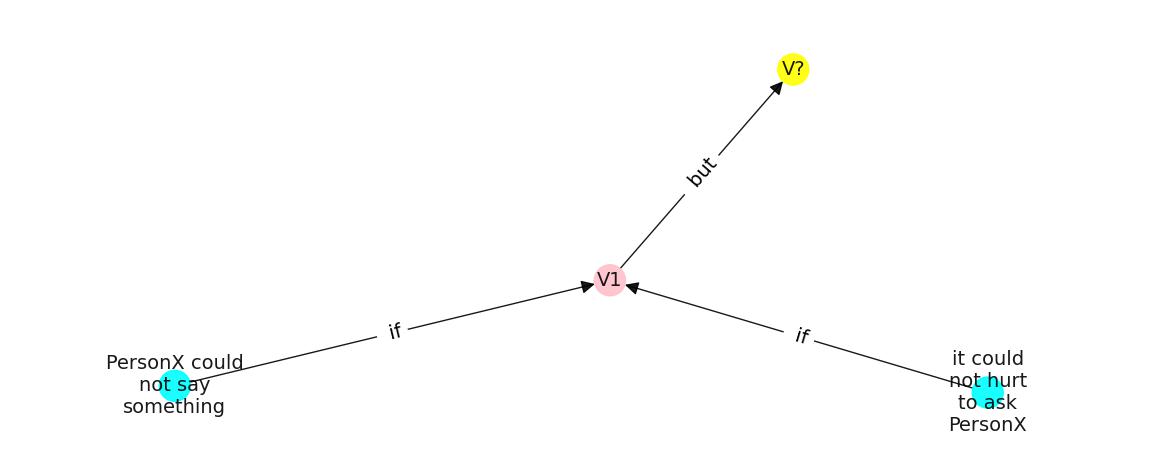 V?
but
V1
if
if
PersonX could
not say
something
it could
not hurt
to ask
PersonX